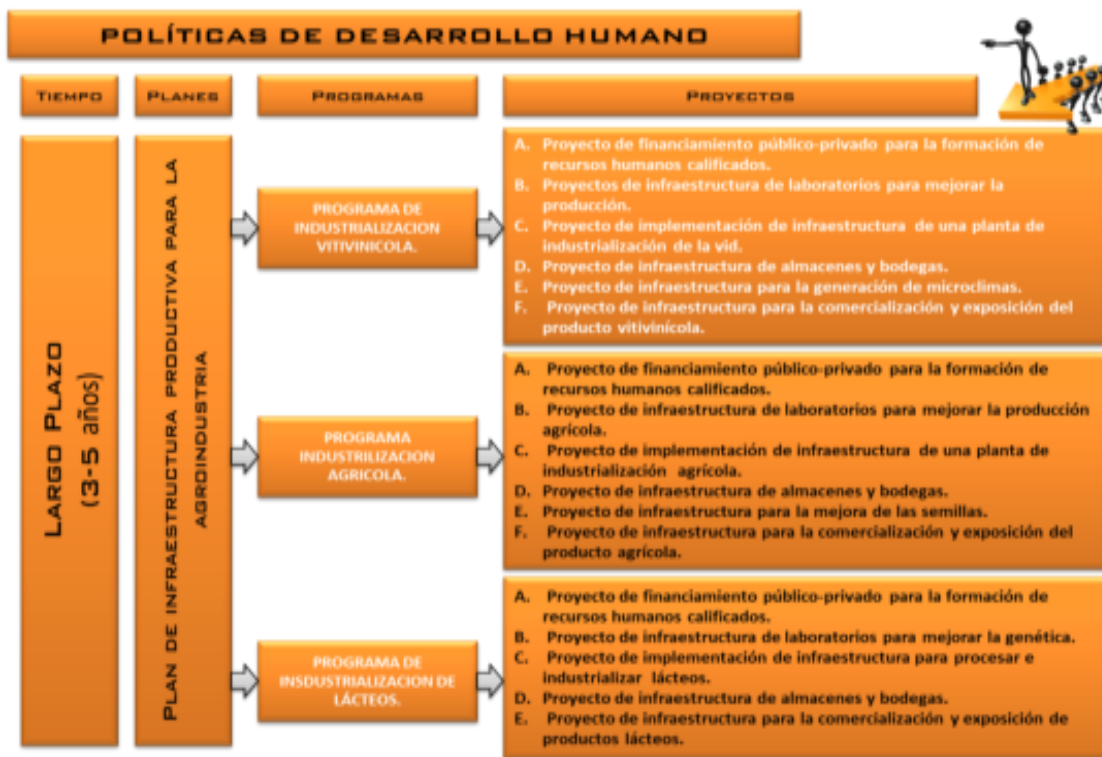 POLÍTICAS DE DESARROLLO HUMANO
TIEMPO
PLANES
PROGRAMAS
PROYECTOS
LARGO PLAZO
(3-5 años)
PLAN DE INFRAESTRUCTURA PRODUCTIVA PARA LA
AGROINDUSTRIA
PROGRAMA DE
INDUSTRIALIZACION
VITIVINICOLA.
A. Proyecto de financiamiento público-privado para la formación de
recursos humanos calificados.
B. Proyectos de infraestructura de laboratorios para mejorar la
producción.
C. Proyecto de implementación de infraestructura de una planta de
industrialización de la vid.
D. Proyecto de infraestructura de almacenes y bodegas.
E. Proyecto de infraestructura para la generación de microclimas.
F. Proyecto de infraestructura para la comercialización y exposición del
producto vitivinícola.
PROGRAMA
INDUSTRILIZACION
AGRICOLA.
A. Proyecto de financiamiento público-privado para la formación de
recursos humanos calificados.
B. Proyecto de infraestructura de laboratorios para mejorar la producción
agrícola.
C. Proyecto de implementación de infraestructura de una planta de
industrialización agrícola.
D. Proyecto de infraestructura de almacenes y bodegas.
E. Proyecto de infraestructura para la mejora de las semillas.
F. Proyecto de infraestructura para la comercialización y exposición del
producto agrícola.
PROGRAMA DE
INSDUSTRIALIZACION DE
LÁCTEOS.
A. Proyecto de financiamiento público-privado para la formación de
recursos humanos calificados.
B. Proyecto de infraestructura de laboratorios para mejorar la genética.
C. Proyecto de implementación de infraestructura para procesar e
industrializar lácteos.
D. Proyecto de infraestructura de almacenes y bodegas.
E. Proyecto de infraestructura para la comercialización y exposición de
productos lácteos.